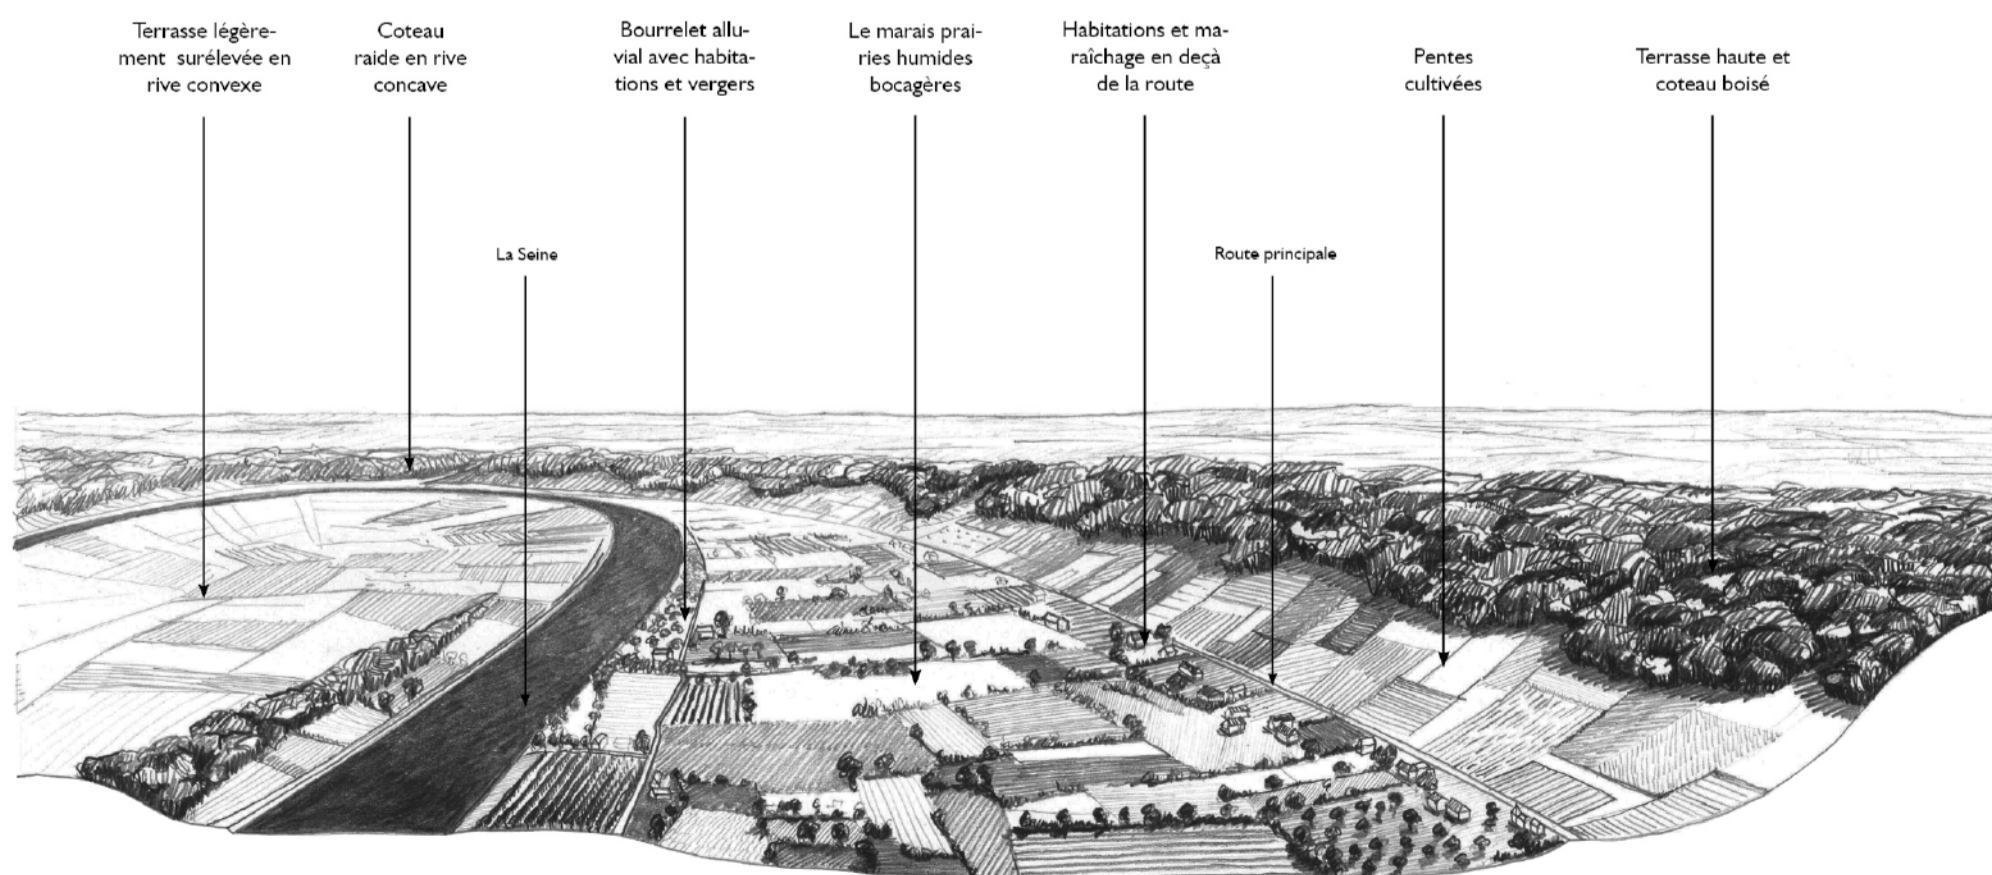 Terrasse légère-
ment surélevée en
rive convexe
Coteau
raide en rive
concave
Bourrelet allu-
vial avec habita-
tions et vergers
Le marais prai-
ries humides
bocagères
Habitations et ma-
raîchage en deçà
de la route
Pentes
cultivées
Terrasse haute et
coteau boisé
La Seine
Route principale